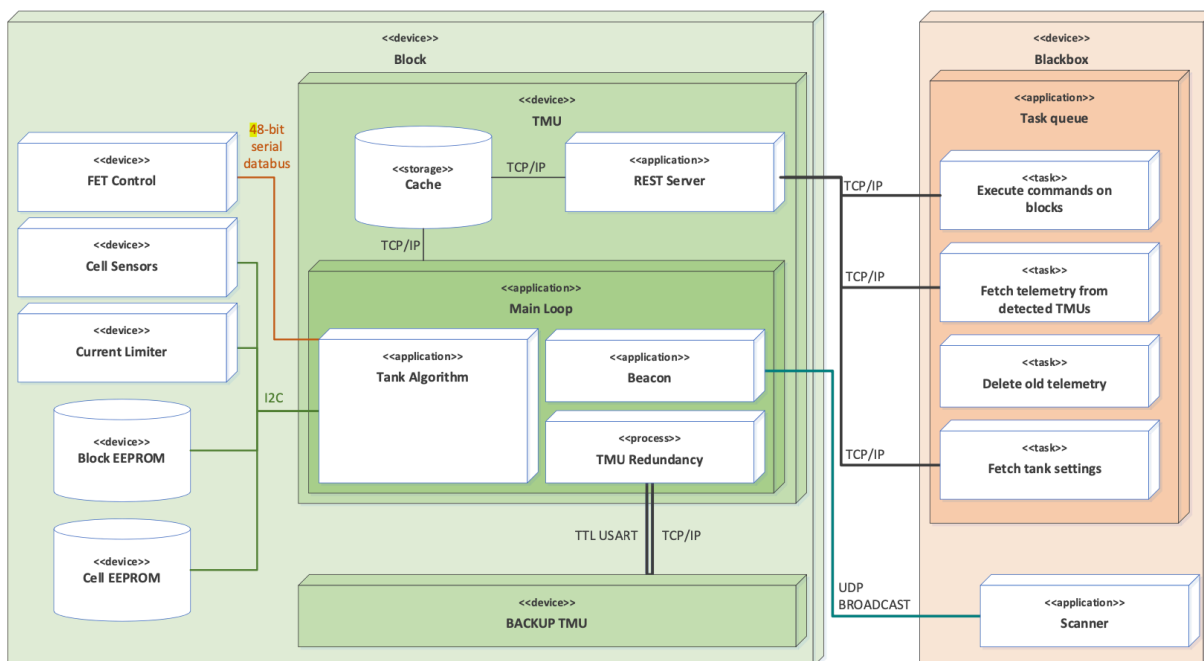 <<device>>
Block
<<device>>
Blackbox
<<device>>
TMU
<<application>>
Task queue
48-bit
serial
databus
<<device>>
FET Control
<<storage>>
Cache
TCP/IP
<<application>>
REST Server
TCP/IP
<<task>>
Execute commands on
blocks
<<device>>
Cell Sensors
TCP/IP
TCP/IP
<<task>>
Fetch telemetry from
detected TMUs
<<application>>
Main Loop
<<device>>
Current Limiter
<<application>>
Tank Algorithm
<<application>>
Beacon
<<task>>
Delete old telemetry
I2C
<<device>>
Block EEPROM
<<process>>
TMU Redundancy
TCP/IP
<<task>>
Fetch tank settings
TTL USART
TCP/IP
<<device>>
Cell EEPROM
UDP
BROADCAST
<<device>>
BACKUP TMU
<<application>>
Scanner